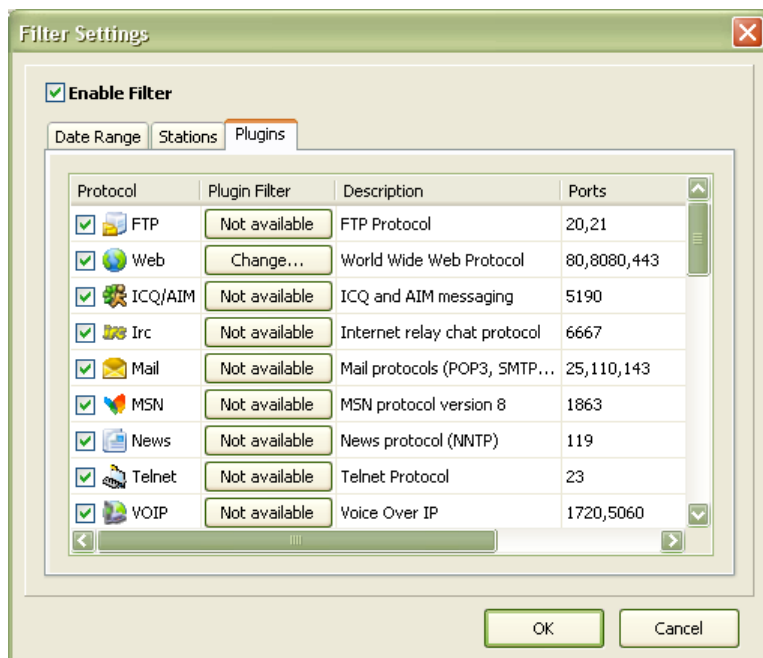 Filter Settings
Enable Filter
Date Range Stations Plugins
Protocol Plugin Filter Description Ports
FTP Not available FTP Protocol 20,21
Web Change... World Wide Web Protocol 80,8080,443
ICQ/AIM Not available ICQ and AIM messaging 5190
Irc Irc Not available Internet relay chat protocol 6667
Mail Not available Mail protocols (POP3, SMTP... 25,110,143
MSN Not available MSN protocol version 8 1863
News Not available News protocol (NNTP) 119
Telnet Not available Telnet Protocol 23
VOIP Not available Voice Over IP 1720,5060
OK Cancel